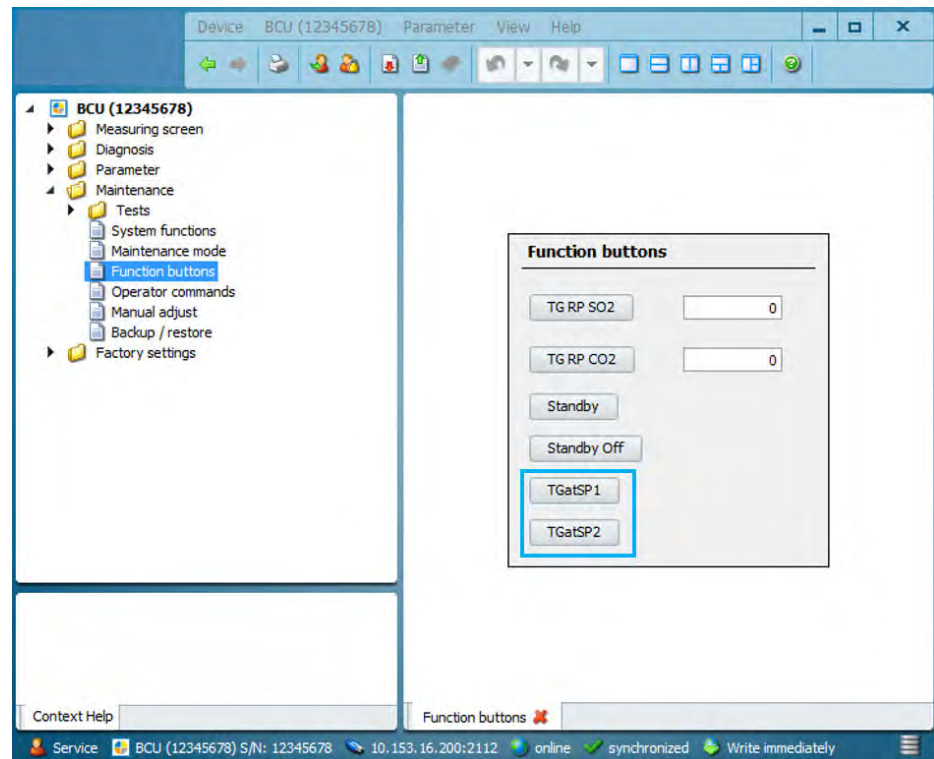 Device BCU (12345678) Parameter View Help
BCU (12345678)
Measuring screen
Diagnosis
Parameter
Maintenance
Tests
System functions
Maintenance mode
Function buttons
Operator commands
Manual adjust
Backup / restore
Factory settings
Function buttons
TG RP SO2 0
TG RP CO2 0
Standby
Standby Off
TGatSP1
TGatSP2
Context Help
Function buttons
Service BCU (12345678) S/N: 12345678 10.153.16.200:2112 online synchronized Write immediately